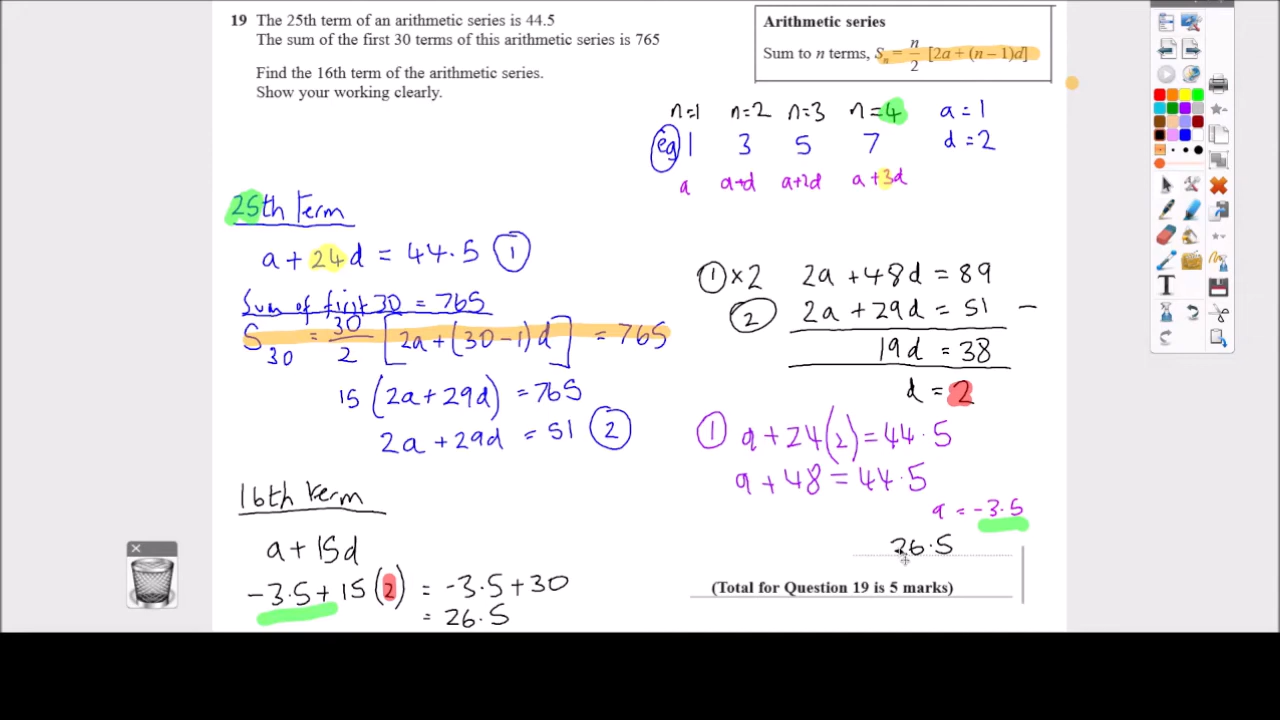 19 The 25th term of an arithmetic series is 44.5
The sum of the first 30 terms of this arithmetic series is 765
Find the 16th term of the arithmetic series.
Show your working clearly.
Arithmetic series
Sum to n terms, Sₙ = n/2 [2a + (n – 1)d]
n=1 n=2 n=3 n=4 a = 1
eg 1 3 5 7 d = 2
a a+d a+2d a+3d
25th term
a + 24d = 44.5 ①
Sum of first 30 = 765
S₃₀ = 30/2 [2a + (30-1)d] = 765
15 (2a + 29d) = 765
2a + 29d = 51 ②
16th term
a + 15d
-3.5 + 15(2) = -3.5 + 30
= 26.5
① × 2 2a + 48d = 89
② 2a + 29d = 51 −
19d = 38
d = 2
① a + 24(2) = 44.5
a + 48 = 44.5
a = -3.5
26.5
(Total for Question 19 is 5 marks)
T